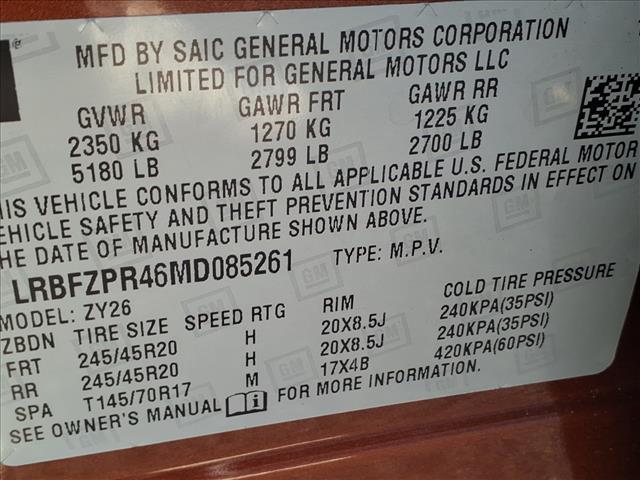 MFD BY SAIC GENERAL MOTORS CORPORATION
LIMITED FOR GENERAL MOTORS LLC
GVWR GAWR FRT GAWR RR
2350 KG 1270 KG 1225 KG
5180 LB 2799 LB 2700 LB
HIS VEHICLE CONFORMS TO ALL APPLICABLE U.S. FEDERAL MOTOR
EHICLE SAFETY AND THEFT PREVENTION STANDARDS IN EFFECT ON
HE DATE OF MANUFACTURE SHOWN ABOVE.
LRBFZPR46MD085261 TYPE: M.P.V.
MODEL: ZY26
ZBDN TIRE SIZE SPEED RTG RIM COLD TIRE PRESSURE
FRT 245/45R20 H 20X8.5J 240KPA(35PSI)
RR 245/45R20 H 20X8.5J 240KPA(35PSI)
SPA T145/70R17 M 17X4B 420KPA(60PSI)
SEE OWNER'S MANUAL FOR MORE INFORMATION.